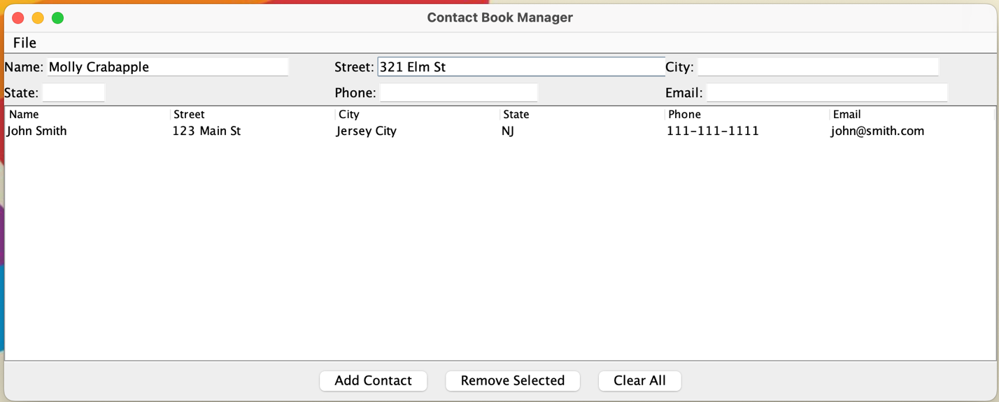 Contact Book Manager
File
Name: Molly Crabapple Street: 321 Elm St City:
State: Phone: Email:
Name Street City State Phone Email
John Smith 123 Main St Jersey City NJ 111-111-1111 john@smith.com
Add Contact Remove Selected Clear All